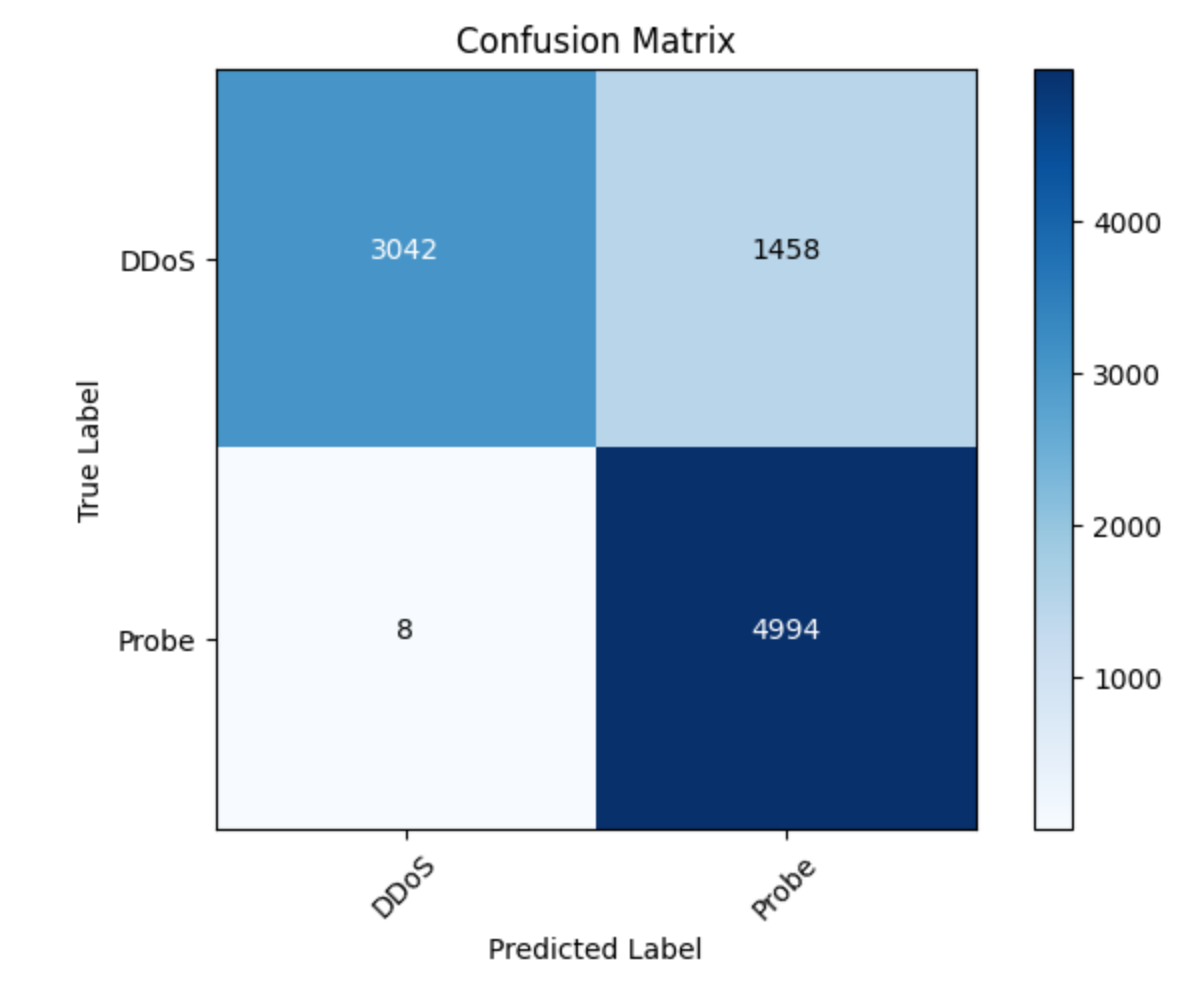 Confusion Matrix
DDoS
3042
1458
Probe
8
4994
True Label
DDoS
Probe
Predicted Label
4000
3000
2000
1000